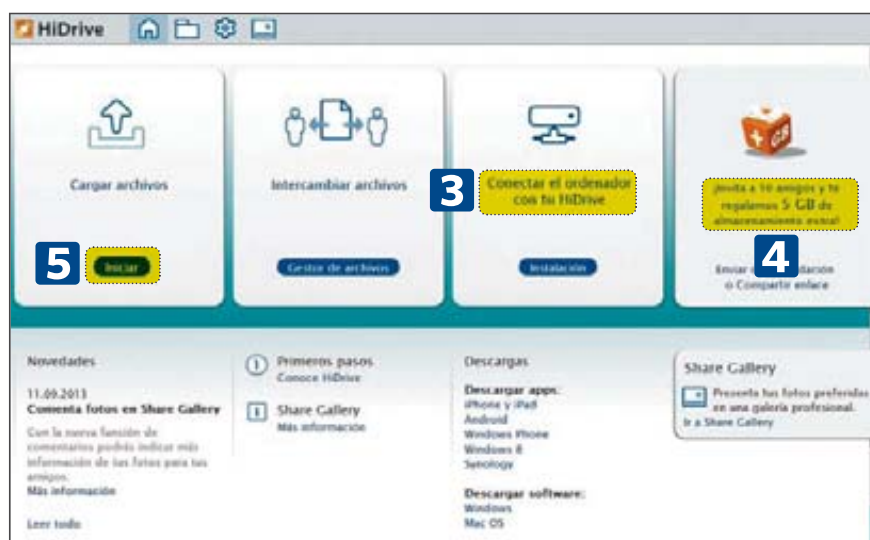 HiDrive
Cargar archivos
5
Iniciar
Intercambiar archivos
Gestor de archivos
3
Conectar el ordenador
con tu HiDrive
Instalación
GB
¡Invita a 10 amigos y te
regalamos 5 GB de
almacenamiento extra!
4
Enviar
o Compartir enlace
Novedades
11.09.2013
Comenta fotos en Share Gallery
Con la nueva función de
comentarios podrás indicar más
información de las fotos para tus
amigos.
Más información
Leer todo
Primeros pasos
Conoce HiDrive
Share Gallery
Más información
Descargas
Descargar apps:
iPhone y iPad
Android
Windows Phone
Windows 8
Synology
Descargar software:
Windows
Mac OS
Share Gallery
Presenta tus fotos preferidas
en una galería profesional.
Ir a Share Gallery